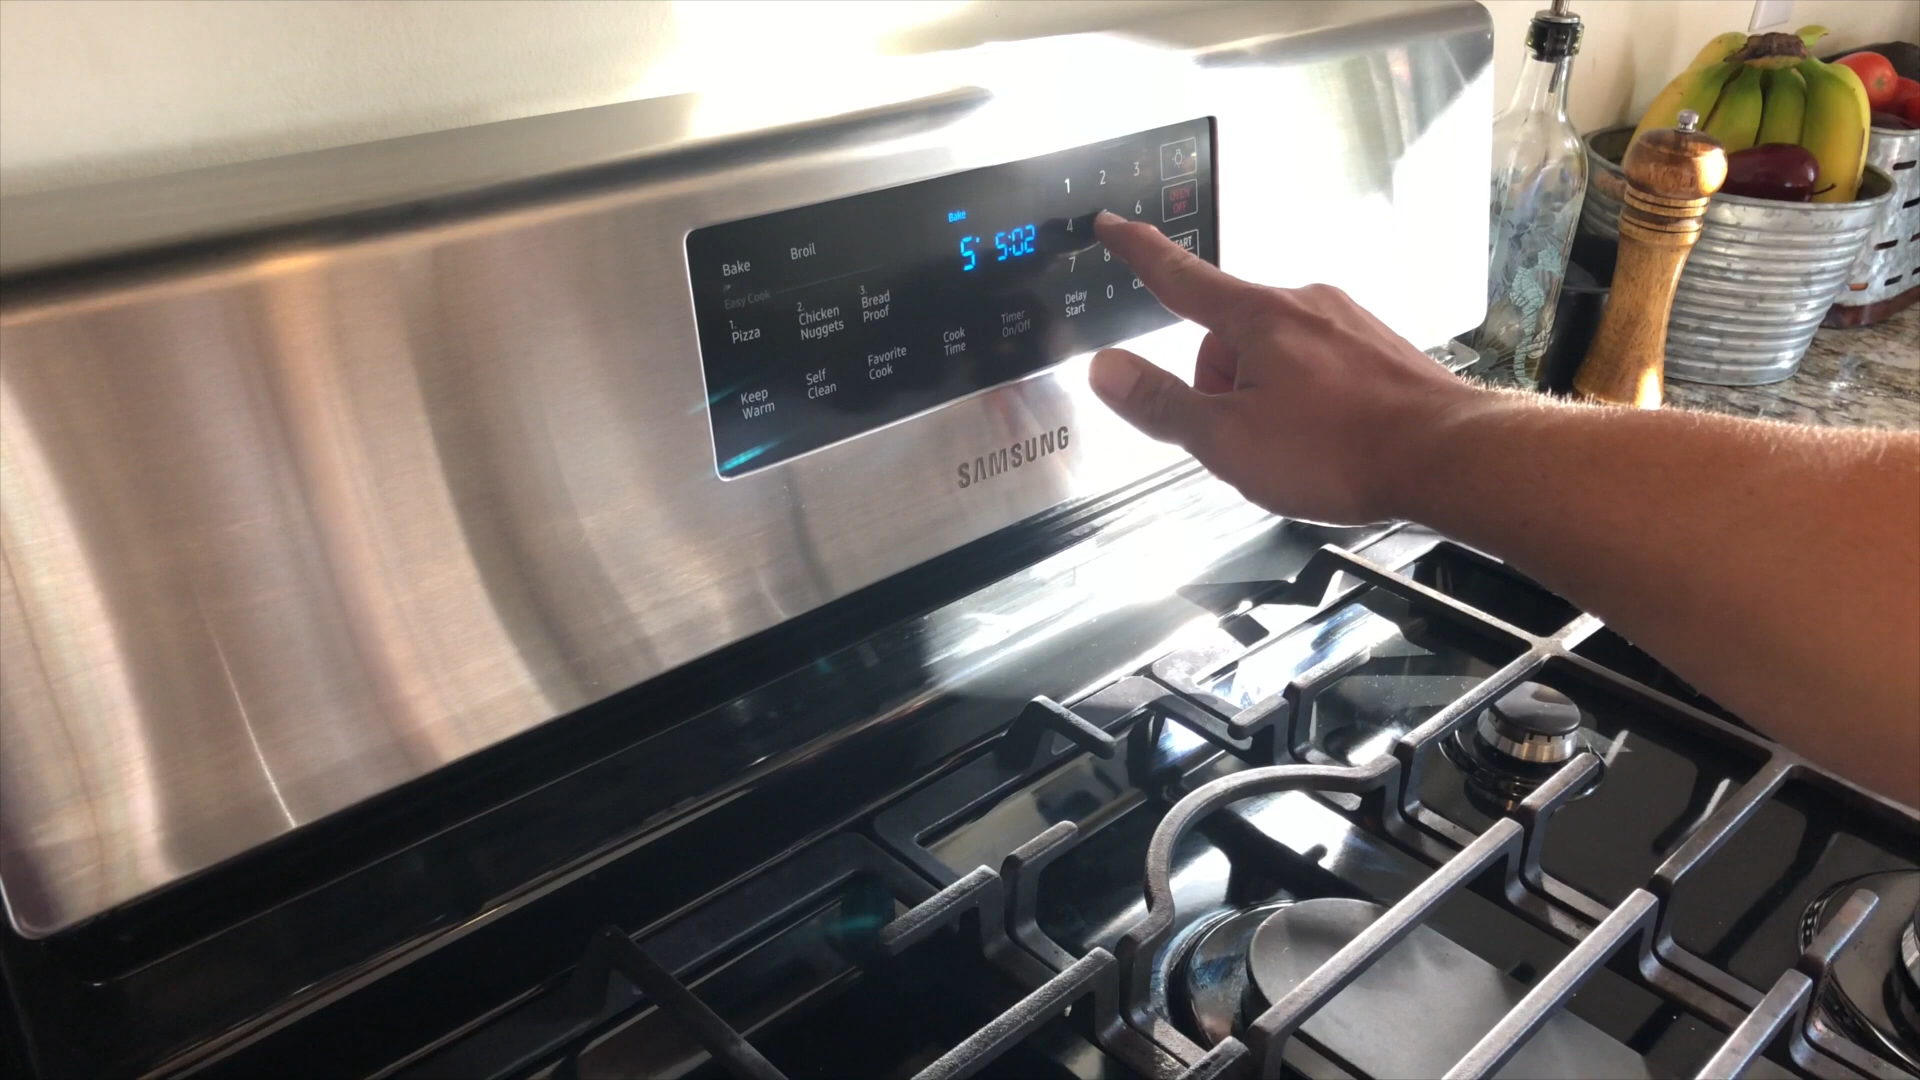 Bake
Broil
Bake
5° 5:02
1 2 3
4 6
7 8
0
Easy Cook
1.
Pizza
2.
Chicken
Nuggets
3.
Bread
Proof
Keep
Warm
Self
Clean
Favorite
Cook
Cook
Time
Timer
On/Off
Delay
Start
OVEN
OFF
SAMSUNG